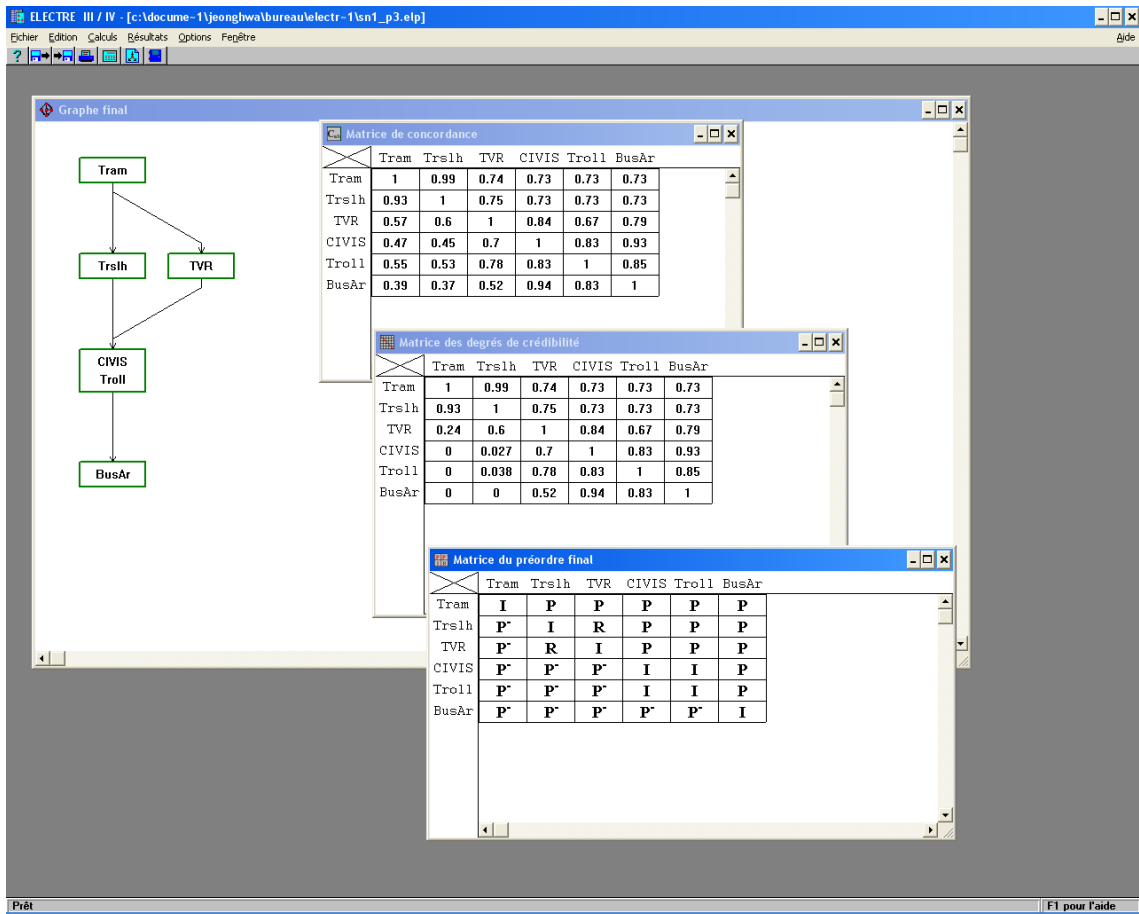 ELECTRE III / IV - [c:\docume~1\jeonghwa\bureau\electr~1\sn1_p3.elp]
Fichier Edition Calculs Résultats Options Fenêtre Aide
?
Graphe final
Tram
Trslh TVR
CIVIS
Troll
BusAr
Matrice de concordance
Tram Trslh TVR CIVIS Troll BusAr
Tram 1 0.99 0.74 0.73 0.73 0.73
Trslh 0.93 1 0.75 0.73 0.73 0.73
TVR 0.57 0.6 1 0.84 0.67 0.79
CIVIS 0.47 0.45 0.7 1 0.83 0.93
Troll 0.55 0.53 0.78 0.83 1 0.85
BusAr 0.39 0.37 0.52 0.94 0.83 1
Matrice des degrés de crédibilité
Tram Trslh TVR CIVIS Troll BusAr
Tram 1 0.99 0.74 0.73 0.73 0.73
Trslh 0.93 1 0.75 0.73 0.73 0.73
TVR 0.24 0.6 1 0.84 0.67 0.79
CIVIS 0 0.027 0.7 1 0.83 0.93
Troll 0 0.038 0.78 0.83 1 0.85
BusAr 0 0 0.52 0.94 0.83 1
Matrice du préordre final
Tram Trslh TVR CIVIS Troll BusAr
Tram I P P P P P
Trslh P⁻ I R P P P
TVR P⁻ R I P P P
CIVIS P⁻ P⁻ P⁻ I I P
Troll P⁻ P⁻ P⁻ I I P
BusAr P⁻ P⁻ P⁻ P⁻ P⁻ I
Prêt F1 pour l'aide